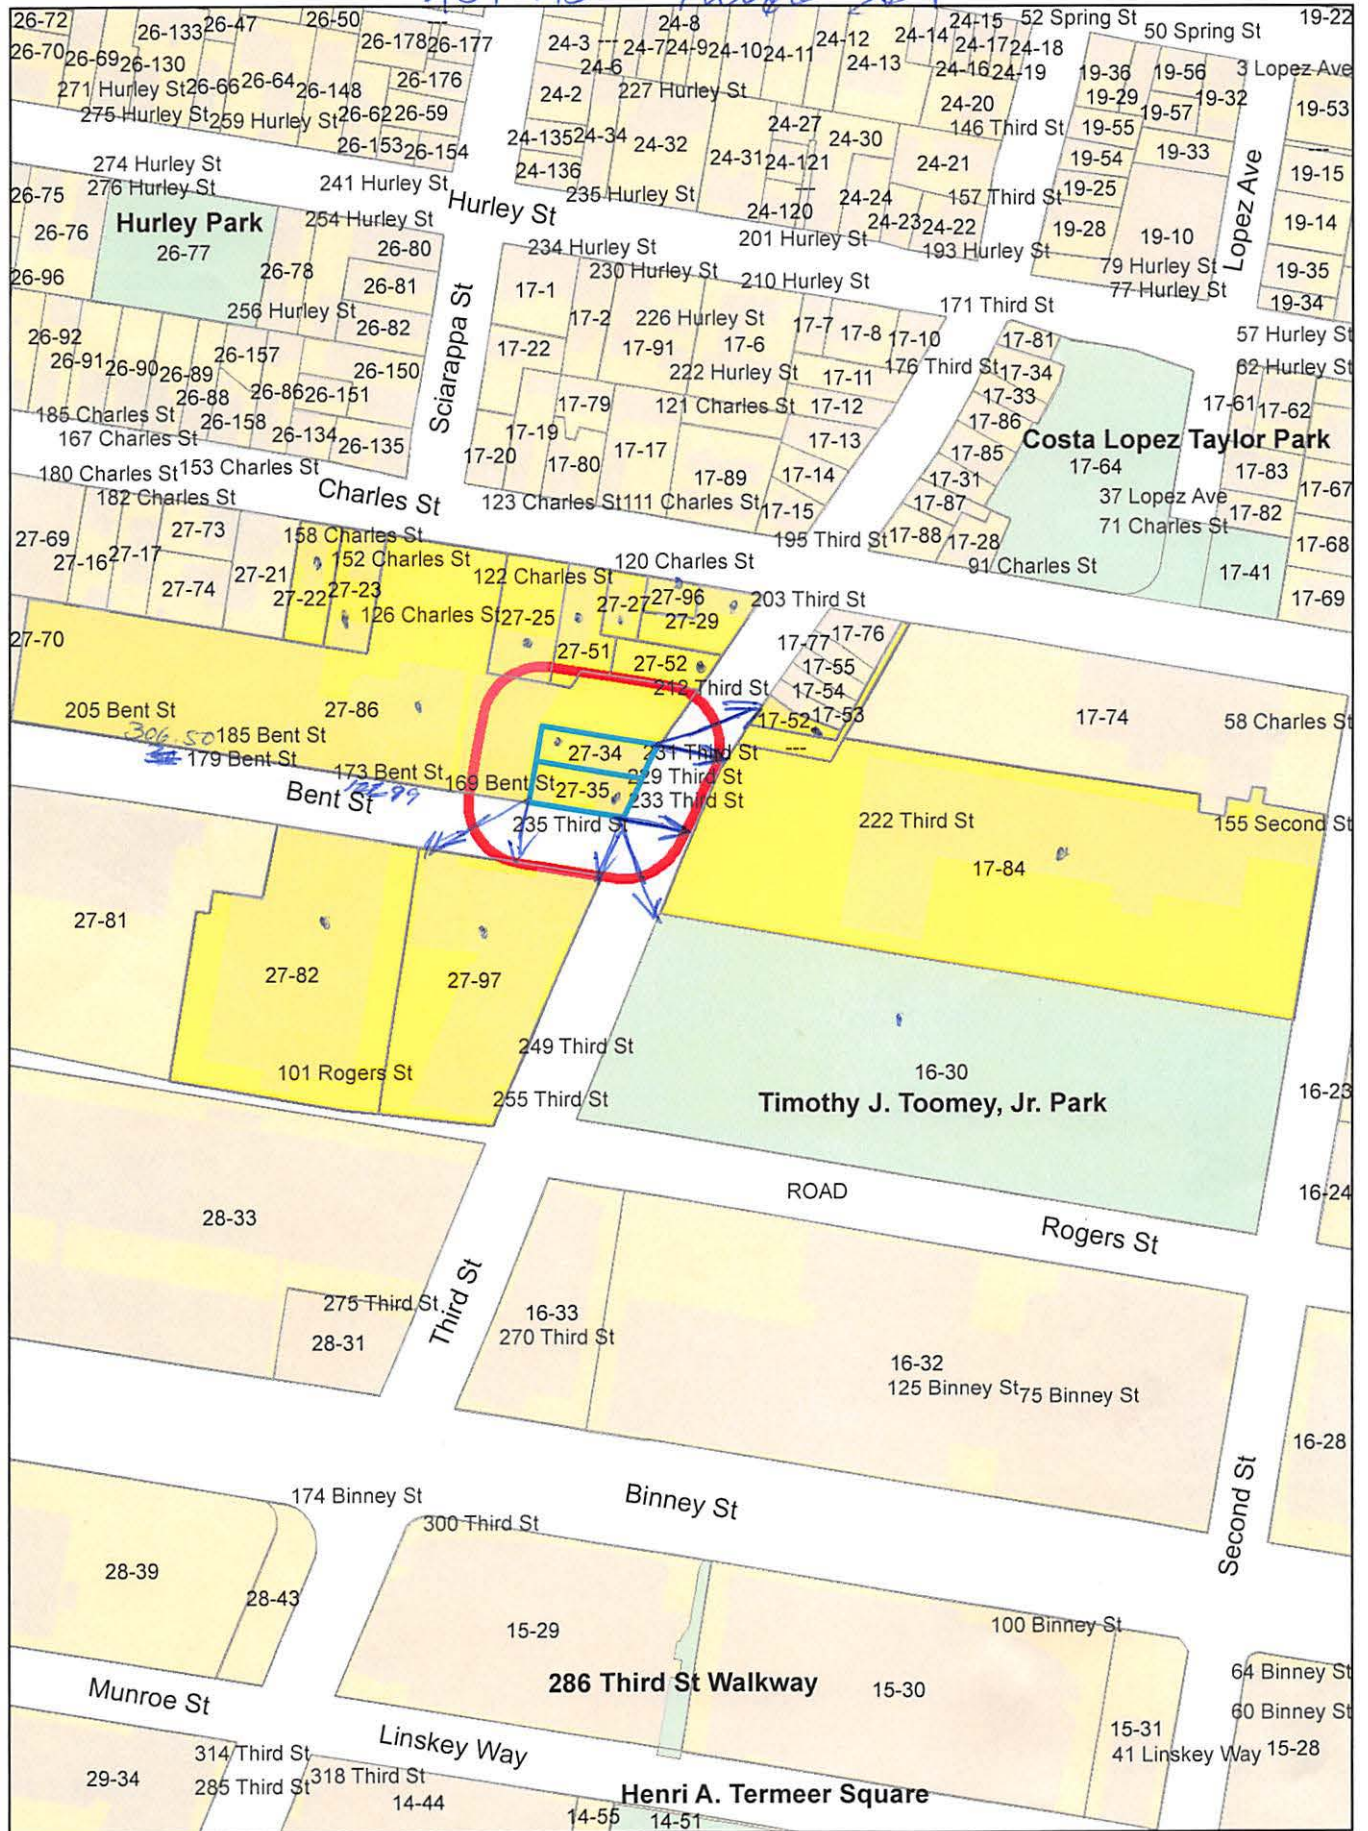 26-72
26-133
26-47
26-50
---
24-8
24-15
52 Spring St
19-22
26-70
26-69
26-130
26-178
26-177
24-3
---
24-7
24-9
24-10
24-11
24-12
24-14
24-17
24-18
50 Spring St
24-6
24-13
24-16
24-19
19-36
19-56
3 Lopez Ave
271 Hurley St
26-66
26-64
26-148
26-176
24-2
227 Hurley St
24-20
19-29
19-57
19-32
19-53
275 Hurley St
259 Hurley St
26-62
26-59
24-27
146 Third St
19-55
26-153
26-154
24-135
24-34
24-32
24-30
19-54
19-33
---
274 Hurley St
24-136
24-31
24-121
24-21
19-15
276 Hurley St
241 Hurley St
235 Hurley St
---
24-24
157 Third St
19-25
26-75
Hurley St
24-120
24-23
24-22
19-28
19-10
19-14
Lopez Ave
Hurley Park
254 Hurley St
234 Hurley St
201 Hurley St
193 Hurley St
26-76
26-77
26-80
26-78
230 Hurley St
210 Hurley St
79 Hurley St
19-35
26-96
26-81
17-1
77 Hurley St
19-34
256 Hurley St
26-82
17-2
226 Hurley St
17-7
17-8
17-10
171 Third St
57 Hurley St
26-92
26-91
26-90
26-89
26-157
26-150
Sciarappa St
17-22
17-91
17-6
17-81
222 Hurley St
17-11
176 Third St
17-34
62 Hurley St
26-88
26-86
26-151
17-79
121 Charles St
17-12
17-33
17-61
17-62
185 Charles St
26-158
26-134
26-135
17-19
17-13
17-86
Costa Lopez Taylor Park
167 Charles St
17-20
17-80
17-17
17-85
17-64
17-83
17-67
180 Charles St
153 Charles St
17-89
17-14
17-31
182 Charles St
Charles St
123 Charles St
111 Charles St
17-15
17-87
37 Lopez Ave
17-82
27-69
27-73
158 Charles St
195 Third St
17-88
17-28
71 Charles St
17-68
27-16
27-17
152 Charles St
120 Charles St
91 Charles St
17-41
27-74
27-21
27-22
27-23
122 Charles St
27-27
27-96
203 Third St
17-69
27-70
126 Charles St
27-25
27-29
17-77
17-76
27-51
27-52
17-55
205 Bent St
27-86
212 Third St
17-54
17-52
17-53
17-74
58 Charles St
306.50
185 Bent St
179 Bent St
27-34
231 Third St
---
173 Bent St
169 Bent St
27-35
229 Third St
Bent St
233 Third St
235 Third St
222 Third St
155 Second St
17-84
27-81
27-82
27-97
249 Third St
101 Rogers St
16-30
255 Third St
Timothy J. Toomey, Jr. Park
16-23
ROAD
16-24
28-33
Rogers St
275 Third St
Third St
16-33
28-31
270 Third St
16-32
125 Binney St
75 Binney St
16-28
Second St
174 Binney St
Binney St
300 Third St
28-39
28-43
15-29
100 Binney St
286 Third St Walkway
15-30
64 Binney St
Munroe St
15-31
60 Binney St
Linskey Way
41 Linskey Way
15-28
314 Third St
29-34
285 Third St
318 Third St
14-44
Henri A. Termeer Square
14-55
14-51